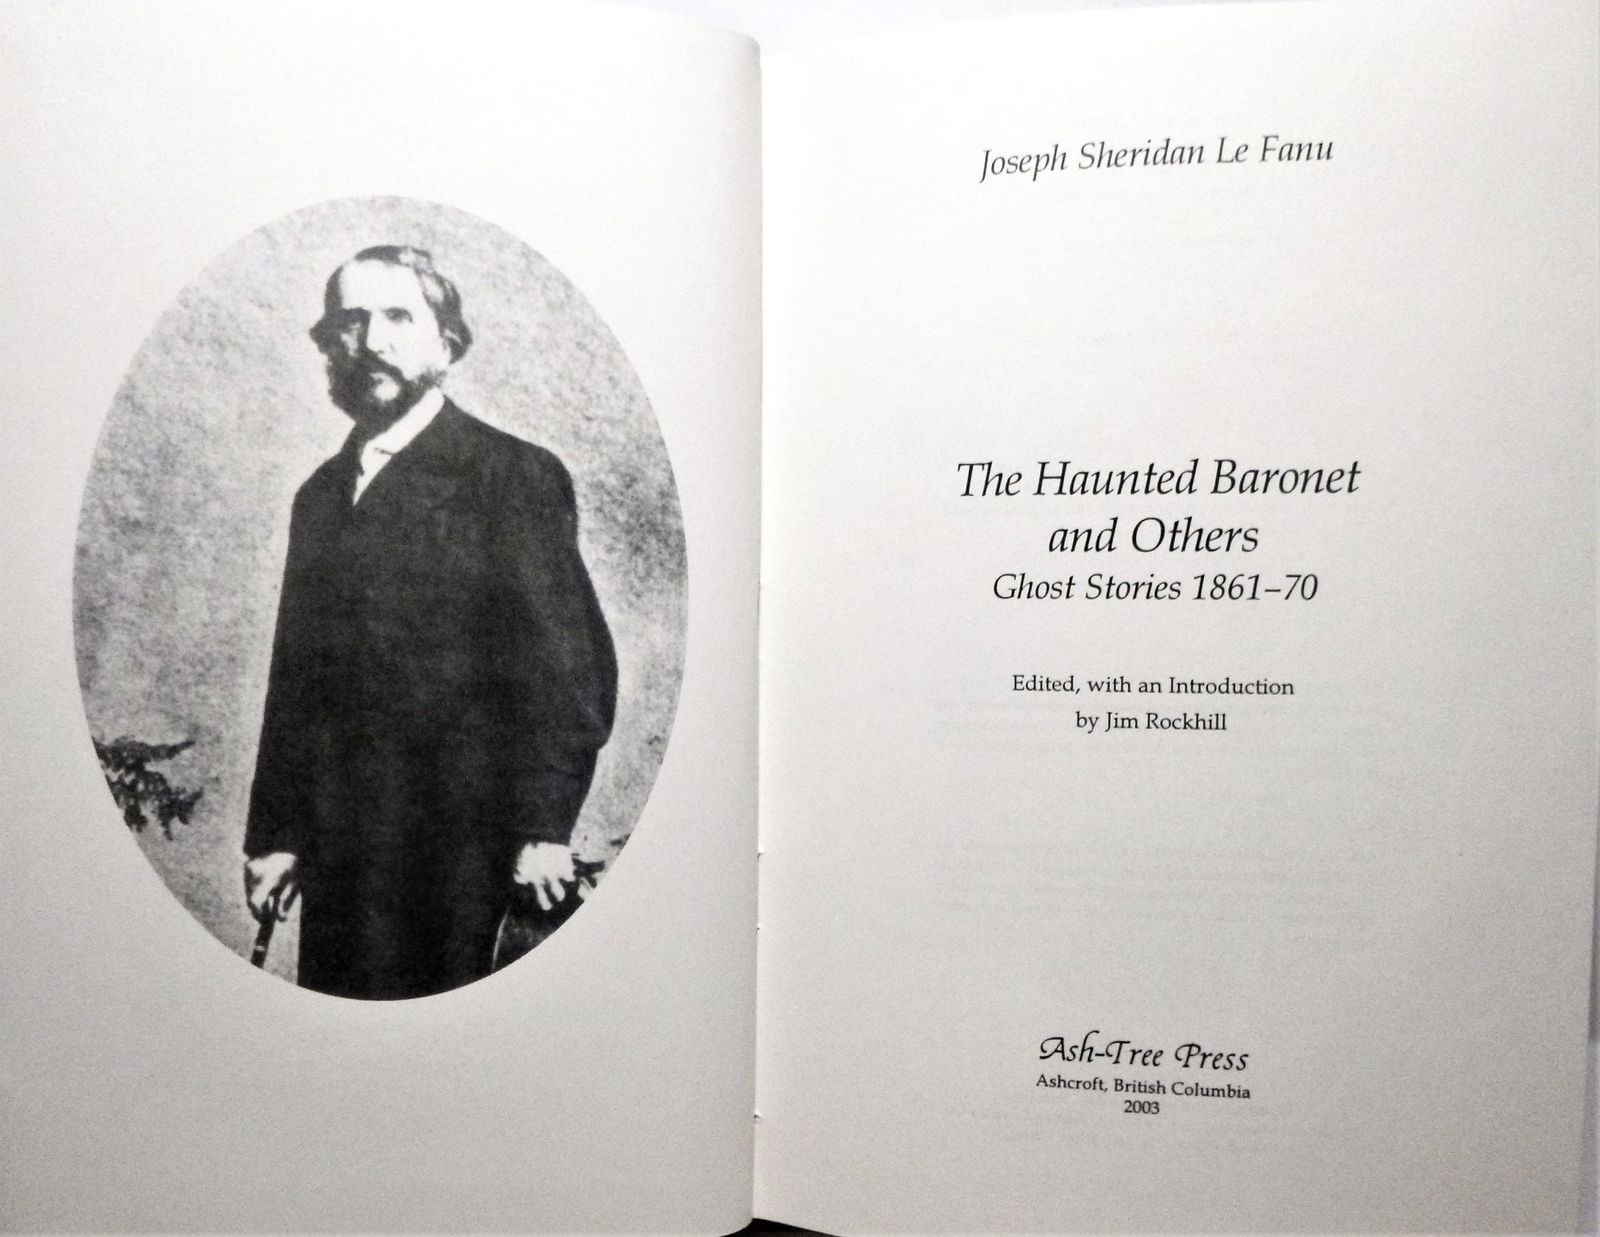 Joseph Sheridan Le Fanu
The Haunted Baronet
and Others
Ghost Stories 1861–70
Edited, with an Introduction
by Jim Rockhill
Ash-Tree Press
Ashcroft, British Columbia
2003